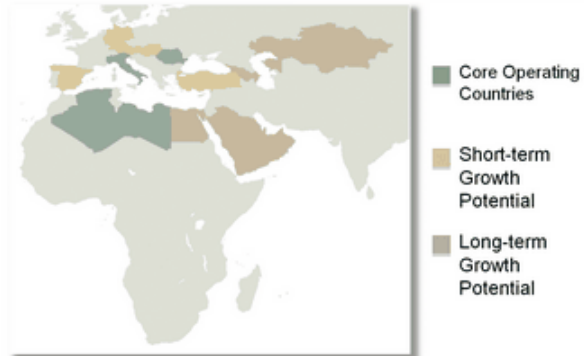 Core Operating
Countries
Short-term
Growth
Potential
Long-term
Growth
Potential